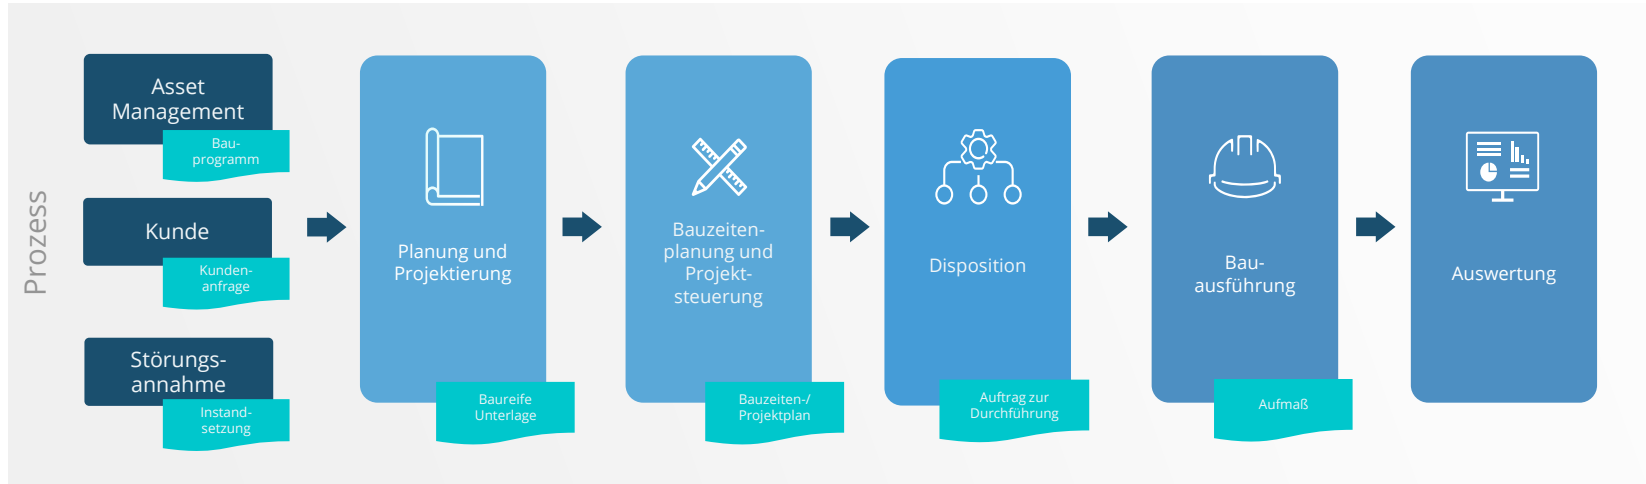 Prozess
Asset
Management
Bau-
programm
Kunde
Kunden-
anfrage
Störungs-
annahme
Instand-
setzung
Planung und
Projektierung
Baureife
Unterlage
Bauzeiten-
planung und
Projekt-
steuerung
Bauzeiten-/
Projektplan
Disposition
Auftrag zur
Durchführung
Bau-
ausführung
Aufmaß
Auswertung